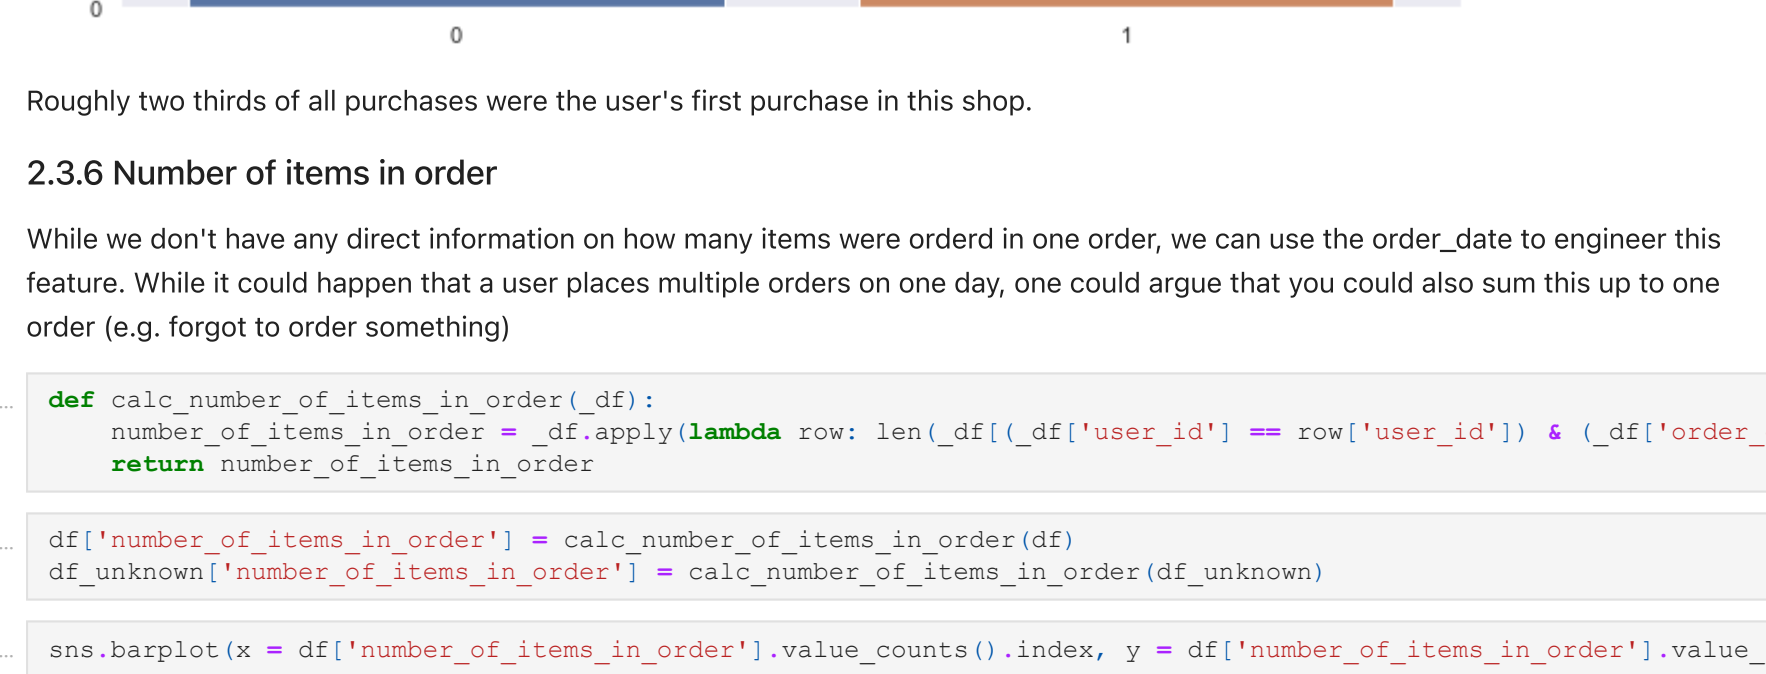 0
0 1
Roughly two thirds of all purchases were the user's first purchase in this shop.
2.3.6 Number of items in order
While we don't have any direct information on how many items were orderd in one order, we can use the order_date to engineer this
feature. While it could happen that a user places multiple orders on one day, one could argue that you could also sum this up to one
order (e.g. forgot to order something)
def calc_number_of_items_in_order(_df):
    number_of_items_in_order = _df.apply(lambda row: len(_df[(_df['user_id'] == row['user_id']) & (_df['order_
    return number_of_items_in_order
df['number_of_items_in_order'] = calc_number_of_items_in_order(df)
df_unknown['number_of_items_in_order'] = calc_number_of_items_in_order(df_unknown)
sns.barplot(x = df['number_of_items_in_order'].value_counts().index, y = df['number_of_items_in_order'].value_